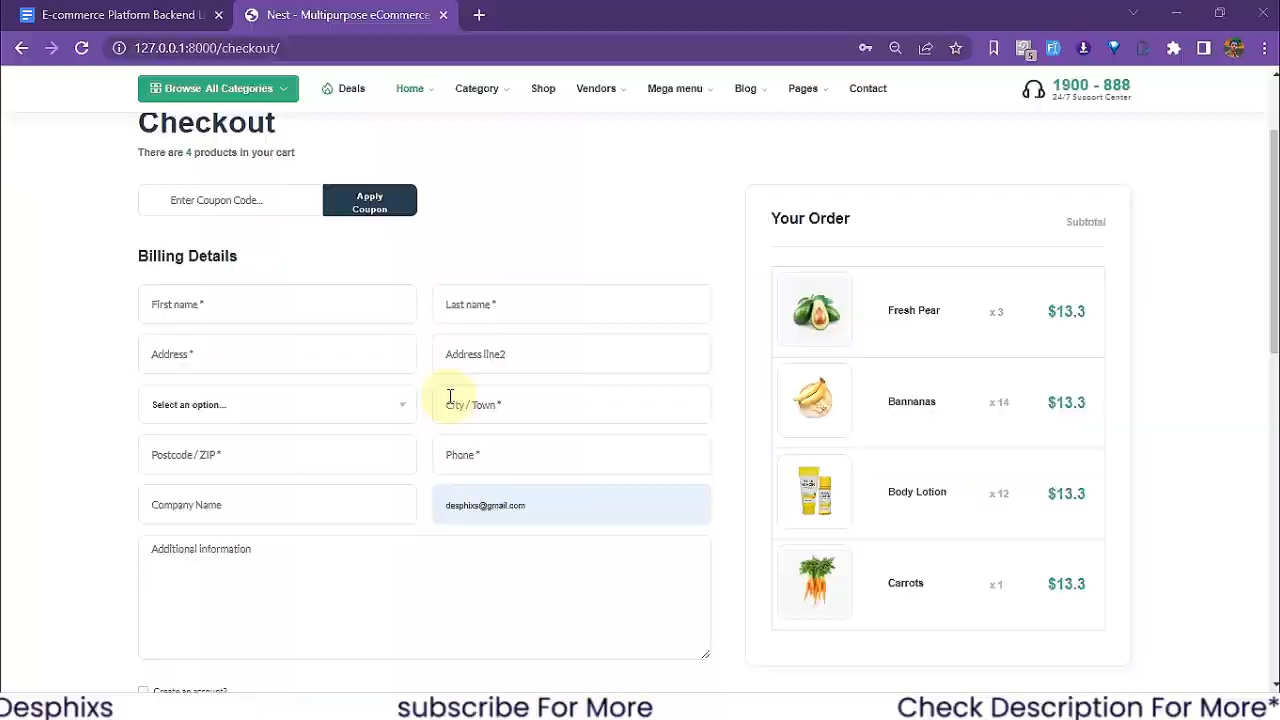 E-commerce Platform Backend L
Nest - Multipurpose eCommerce
127.0.0.1:8000/checkout/
5
Browse All Categories
Deals
Home
Category
Shop
Vendors
Mega menu
Blog
Pages
Contact
1900 - 888
24/7 Support Center
Checkout
There are 4 products in your cart
Enter Coupon Code...
Apply
Coupon
Your Order
Subtotal
Billing Details
First name *
Last name *
Fresh Pear x 3 $13.3
Address *
Address line2
Select an option...
City / Town *
Bannanas x 14 $13.3
Postcode / ZIP *
Phone *
Body Lotion x 12 $13.3
Company Name
desphixs@gmail.com
Additional information
Carrots x 1 $13.3
Create an account?
Desphixs
subscribe For More
Check Description For More*